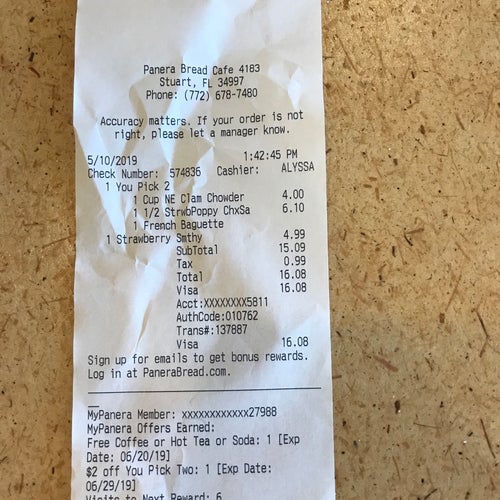 Panera Bread Cafe 4183
Stuart, FL 34997
Phone: (772) 678-7480
Accuracy matters. If your order is not
right, please let a manager know.
5/10/2019 1:42:45 PM
Check Number: 574836 Cashier: ALYSSA
1 You Pick 2
1 Cup NE Clam Chowder 4.00
1 1/2 StrwbPoppy ChxSa 6.10
1 French Baguette
1 Strawberry Smthy 4.99
SubTotal 15.09
Tax 0.99
Total 16.08
Visa 16.08
Acct:XXXXXXXX5811
AuthCode:010762
Trans#:137887
Visa 16.08
Sign up for emails to get bonus rewards.
Log in at PaneraBread.com.
MyPanera Member: xxxxxxxxxxxx27988
MyPanera Offers Earned:
Free Coffee or Hot Tea or Soda: 1 [Exp
Date: 06/20/19]
$2 off You Pick Two: 1 [Exp Date:
06/29/19]
Visits to Next Reward: 6